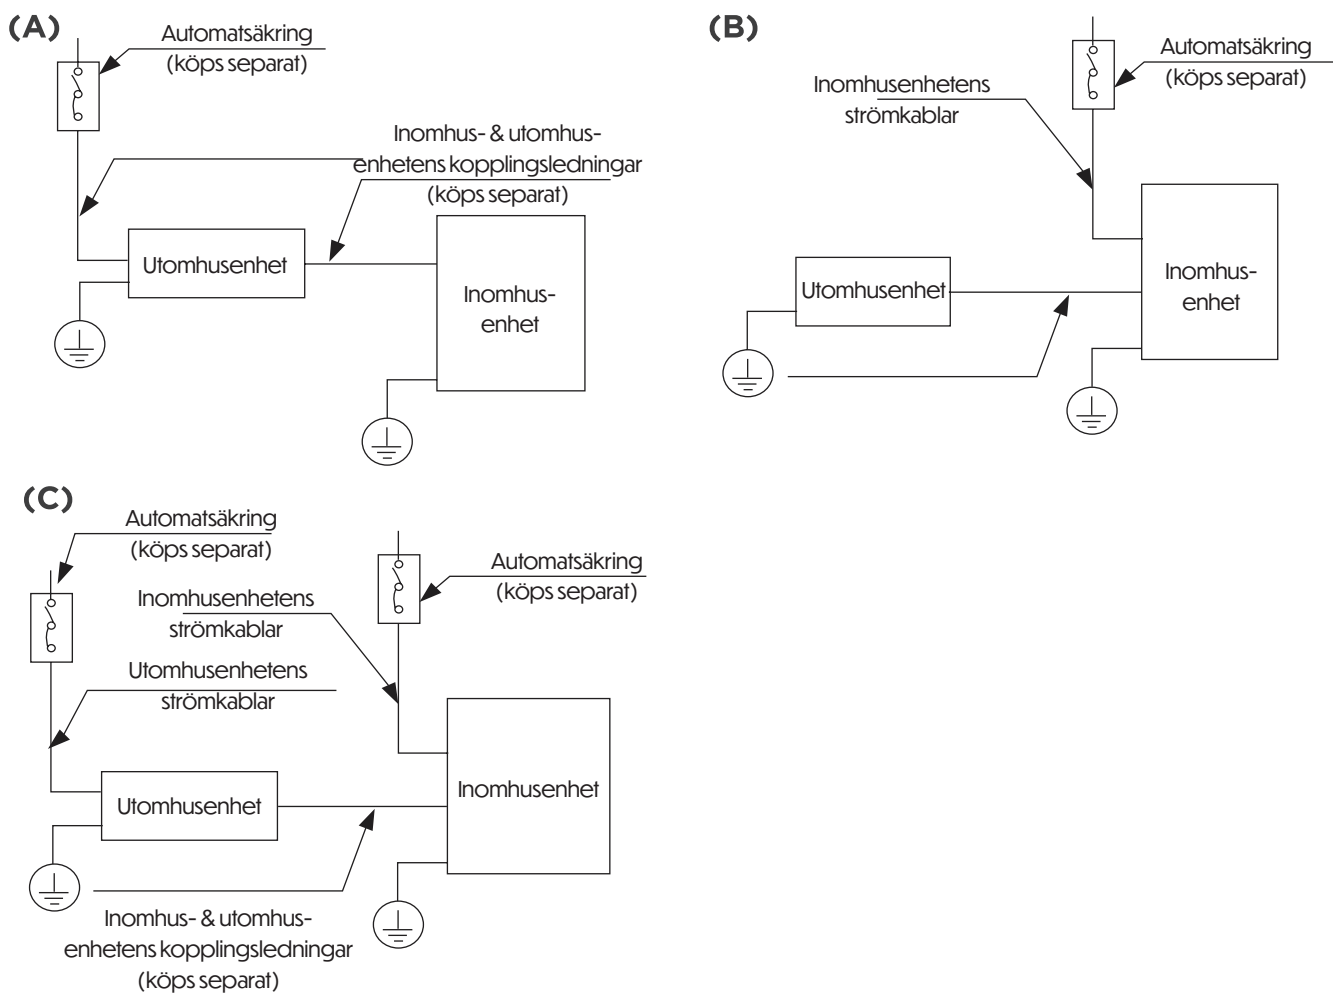 (A)
Automatsäkring
(köps separat)
Inomhus- & utomhus-
enhetens kopplingsledningar
(köps separat)
Utomhusenhet
Inomhus-
enhet
(B)
Automatsäkring
(köps separat)
Inomhusenhetens
strömkablar
Utomhusenhet
Inomhus-
enhet
(C)
Automatsäkring
(köps separat)
Automatsäkring
(köps separat)
Inomhusenhetens
strömkablar
Utomhusenhetens
strömkablar
Utomhusenhet
Inomhusenhet
Inomhus- & utomhus-
enhetens kopplingsledningar
(köps separat)